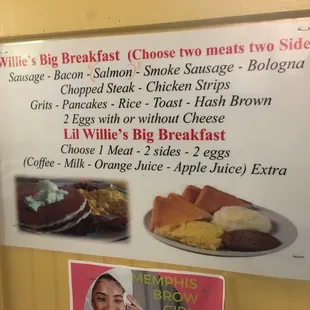 Willie's Big Breakfast (Choose two meats two Side
Sausage - Bacon - Salmon - Smoke Sausage - Bologna
Chopped Steak - Chicken Strips
Grits - Pancakes - Rice - Toast - Hash Brown
2 Eggs with or without Cheese
Lil Willie's Big Breakfast
Choose 1 Meat - 2 sides - 2 eggs
(Coffee - Milk - Orange Juice - Apple Juice) Extra
MEMPHIS
BROW